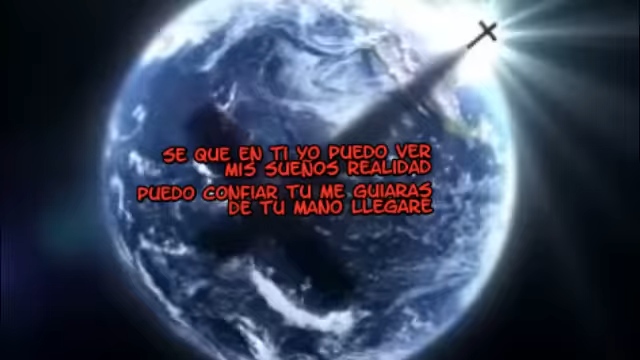 SE QUE EN TI YO PUEDO VER
MIS SUEÑOS REALIDAD
PUEDO CONFIAR TU ME GUIARAS
DE TU MANO LLEGARE